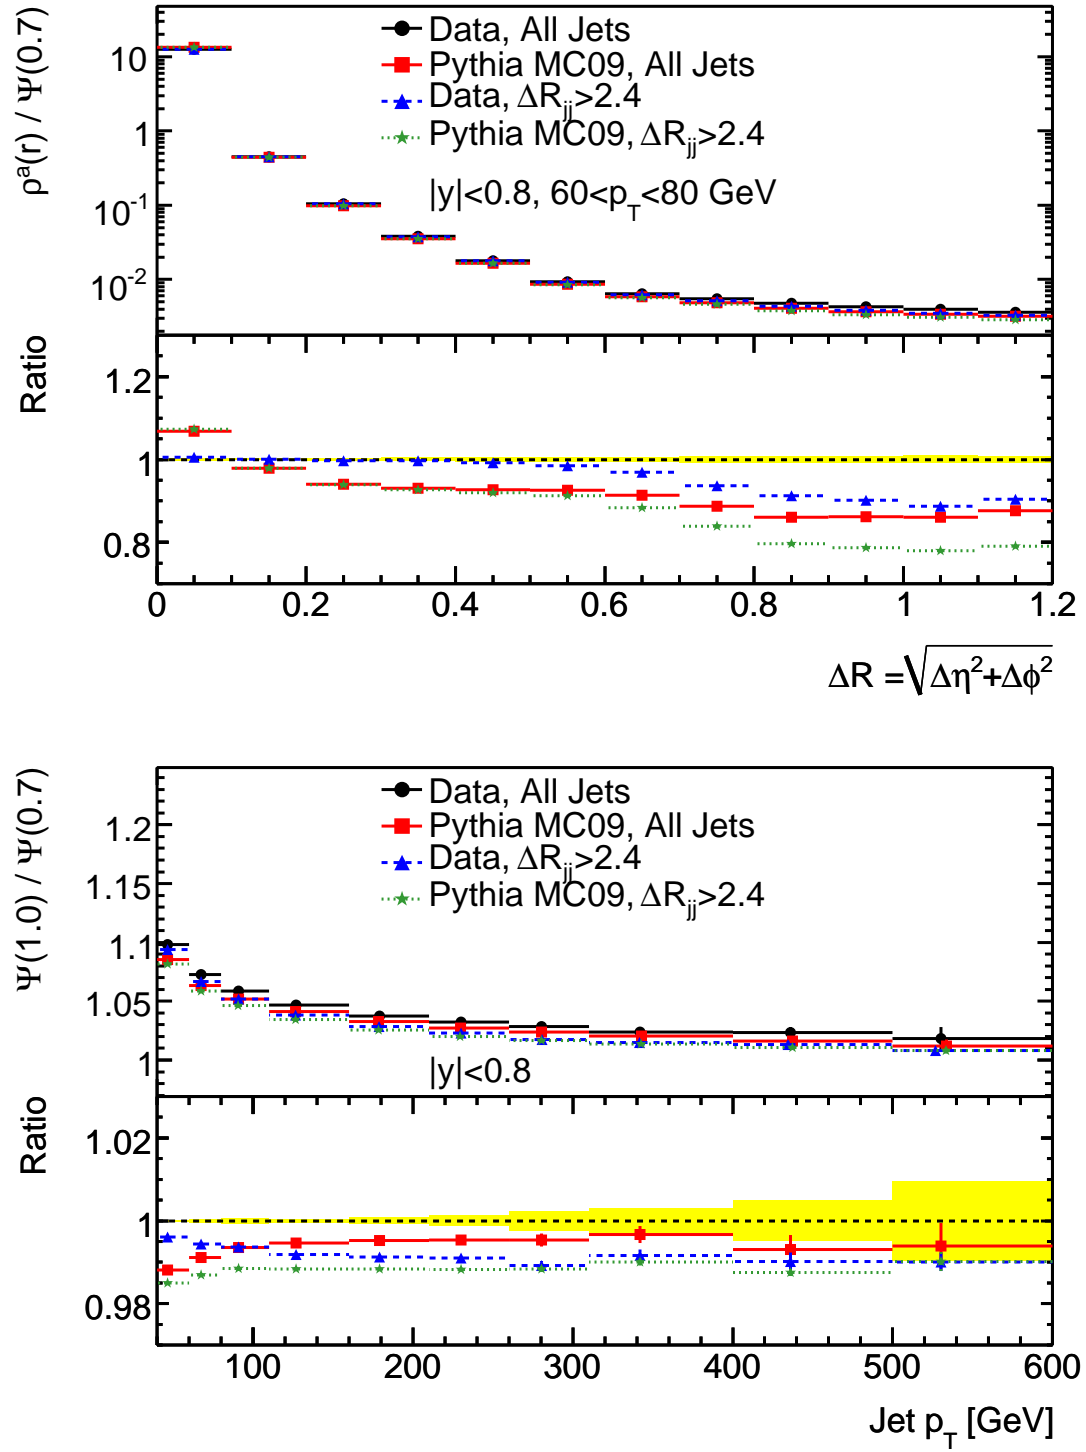 ρᵃ(r) / Ψ(0.7)
10
1
10⁻¹
10⁻²
Data, All Jets
Pythia MC09, All Jets
Data, ΔR_jj>2.4
Pythia MC09, ΔR_jj>2.4
|y|<0.8, 60<p_T<80 GeV
Ratio
1.2
1
0.8
0 0.2 0.4 0.6 0.8 1 1.2
ΔR = √Δη²+Δϕ²
Ψ(1.0) / Ψ(0.7)
1.2
1.15
1.1
1.05
1
Data, All Jets
Pythia MC09, All Jets
Data, ΔR_jj>2.4
Pythia MC09, ΔR_jj>2.4
|y|<0.8
Ratio
1.02
1
0.98
100 200 300 400 500 600
Jet p_T [GeV]